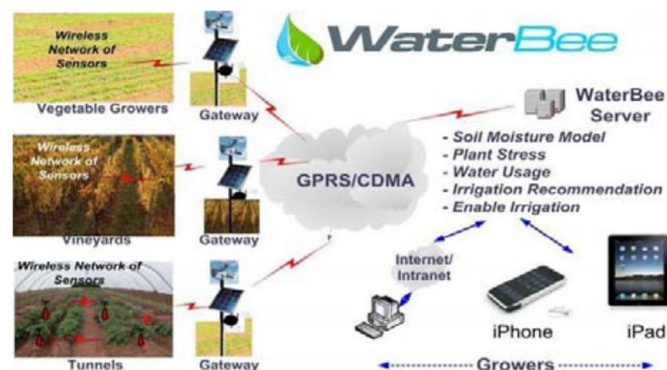 WaterBee
Wireless
Network of
Sensors
Vegetable Growers
Gateway
Wireless
Network of
Sensors
Vineyards
Gateway
Wireless Network of
Sensors
Tunnels
Gateway
GPRS/CDMA
WaterBee
Server
- Soil Moisture Model
- Plant Stress
- Water Usage
- Irrigation Recommendation
- Enable Irrigation
Internet/
Intranet
iPhone
iPad
Growers